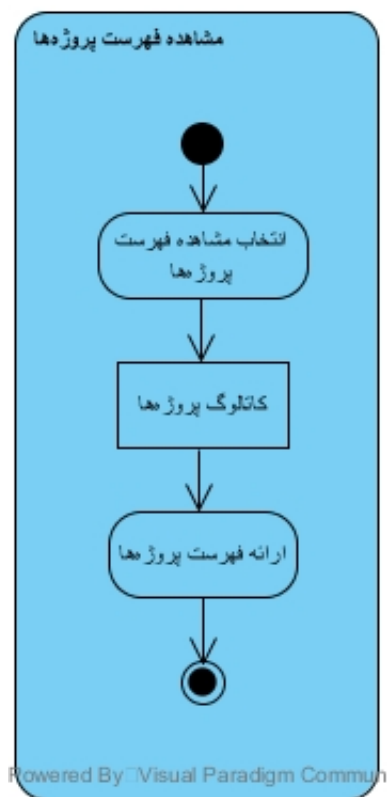 مشاهده فهرست پروژه‌ها
انتخاب مشاهده فهرست
پروژه‌ها
کاتالوگ پروژه‌ها
ارائه فهرست پروژه‌ها
Powered By Visual Paradigm Commun